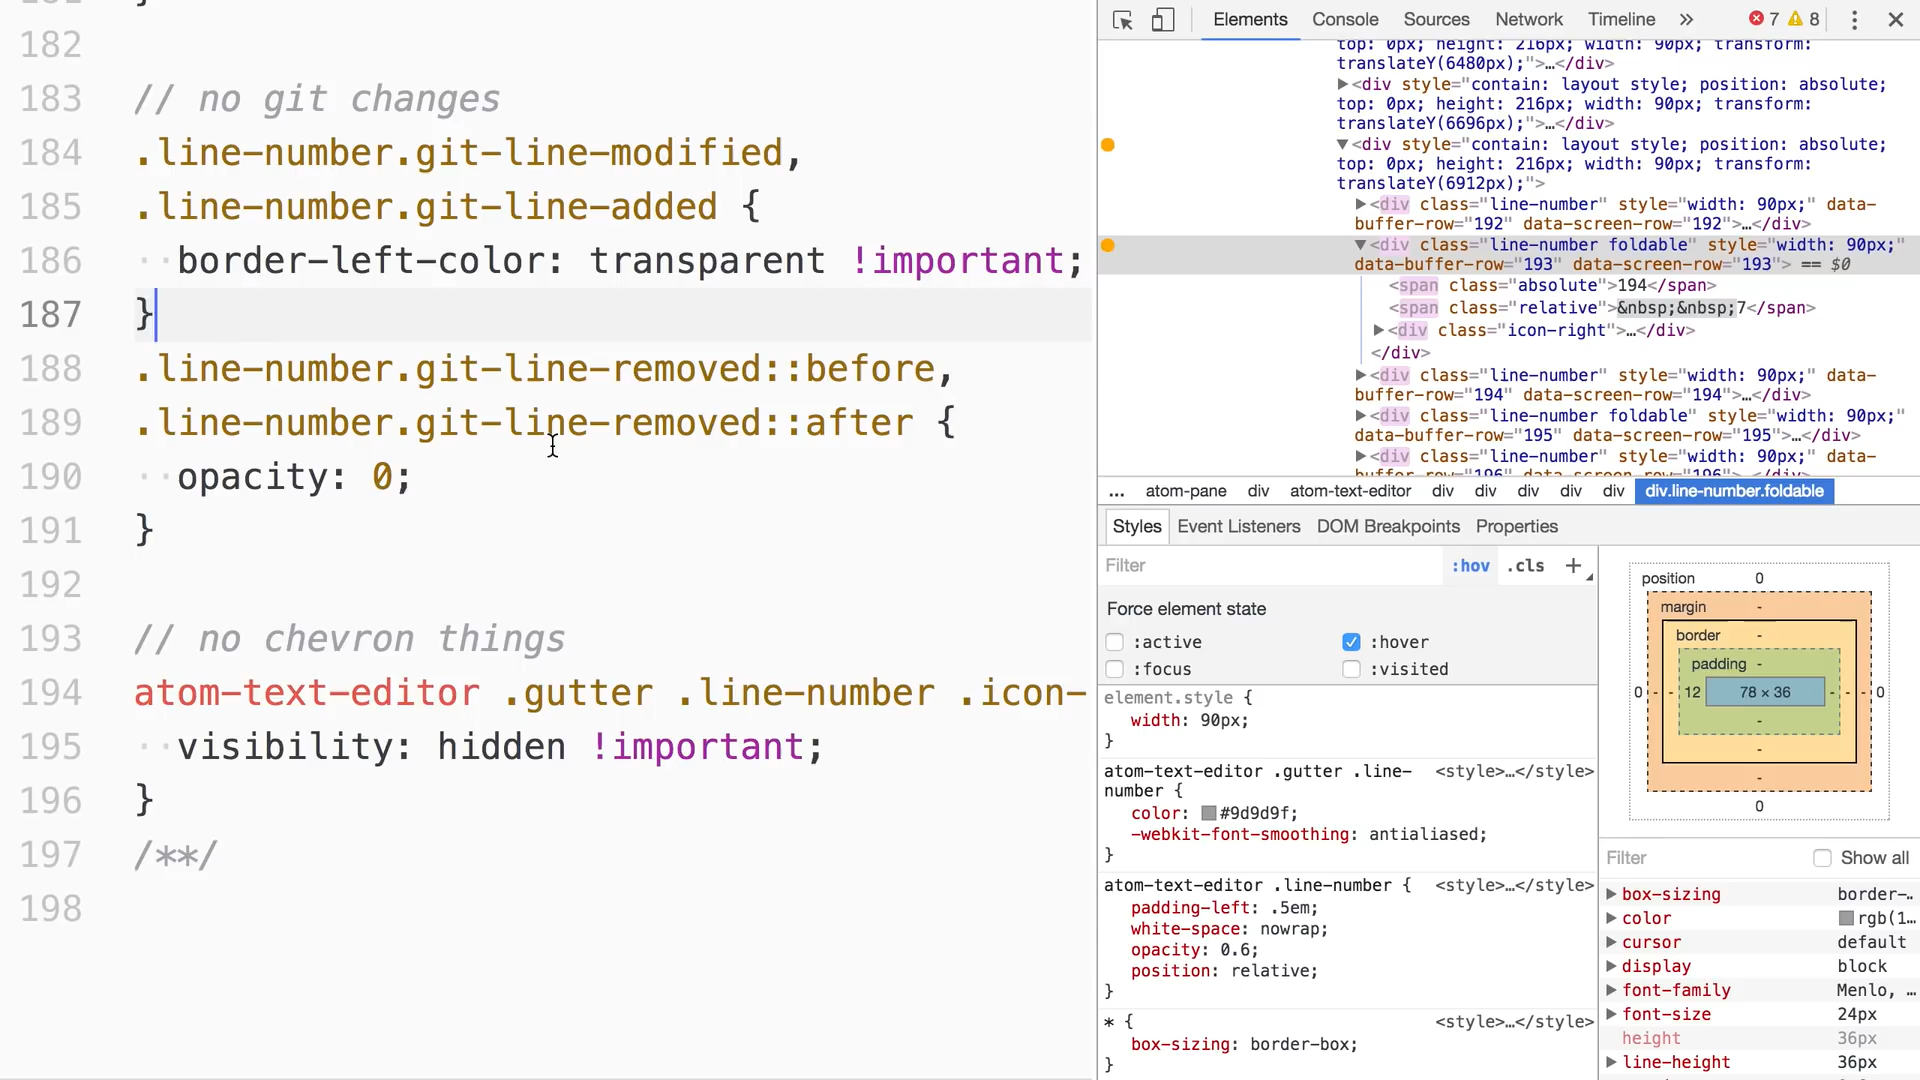 182
183 // no git changes
184 .line-number.git-line-modified,
185 .line-number.git-line-added {
186 ··border-left-color: transparent !important;
187 }
188 .line-number.git-line-removed::before,
189 .line-number.git-line-removed::after {
190 ··opacity: 0;
191 }
192
193 // no chevron things
194 atom-text-editor .gutter .line-number .icon-
195 ··visibility: hidden !important;
196 }
197 /**/
198
Elements Console Sources Network Timeline » 7 8
top: 0px; height: 216px; width: 90px; transform:
translateY(6480px);">…</div>
▶<div style="contain: layout style; position: absolute;
top: 0px; height: 216px; width: 90px; transform:
translateY(6696px);">…</div>
▼<div style="contain: layout style; position: absolute;
top: 0px; height: 216px; width: 90px; transform:
translateY(6912px);">
▶<div class="line-number" style="width: 90px;" data-
buffer-row="192" data-screen-row="192">…</div>
▼<div class="line-number foldable" style="width: 90px;"
data-buffer-row="193" data-screen-row="193"> == $0
<span class="absolute">194</span>
<span class="relative">&nbsp;&nbsp;7</span>
▶<div class="icon-right">…</div>
</div>
▶<div class="line-number" style="width: 90px;" data-
buffer-row="194" data-screen-row="194">…</div>
▶<div class="line-number foldable" style="width: 90px;"
data-buffer-row="195" data-screen-row="195">…</div>
▶<div class="line-number" style="width: 90px;" data-
buffer-row="196" data-screen-row="196">…</div>
… atom-pane div atom-text-editor div div div div div div.line-number.foldable
Styles Event Listeners DOM Breakpoints Properties
Filter :hov .cls +
Force element state
:active :hover
:focus :visited
element.style {
width: 90px;
}
atom-text-editor .gutter .line- <style>…</style>
number {
color: #9d9d9f;
-webkit-font-smoothing: antialiased;
}
atom-text-editor .line-number { <style>…</style>
padding-left: .5em;
white-space: nowrap;
opacity: 0.6;
position: relative;
}
* { <style>…</style>
box-sizing: border-box;
}
position 0
margin -
border -
padding -
0 - - 12 78 × 36 - - - 0
-
-
-
0
Filter Show all
▶ box-sizing border-…
▶ color rgb(1…
▶ cursor default
▶ display block
▶ font-family Menlo, …
▶ font-size 24px
height 36px
▶ line-height 36px